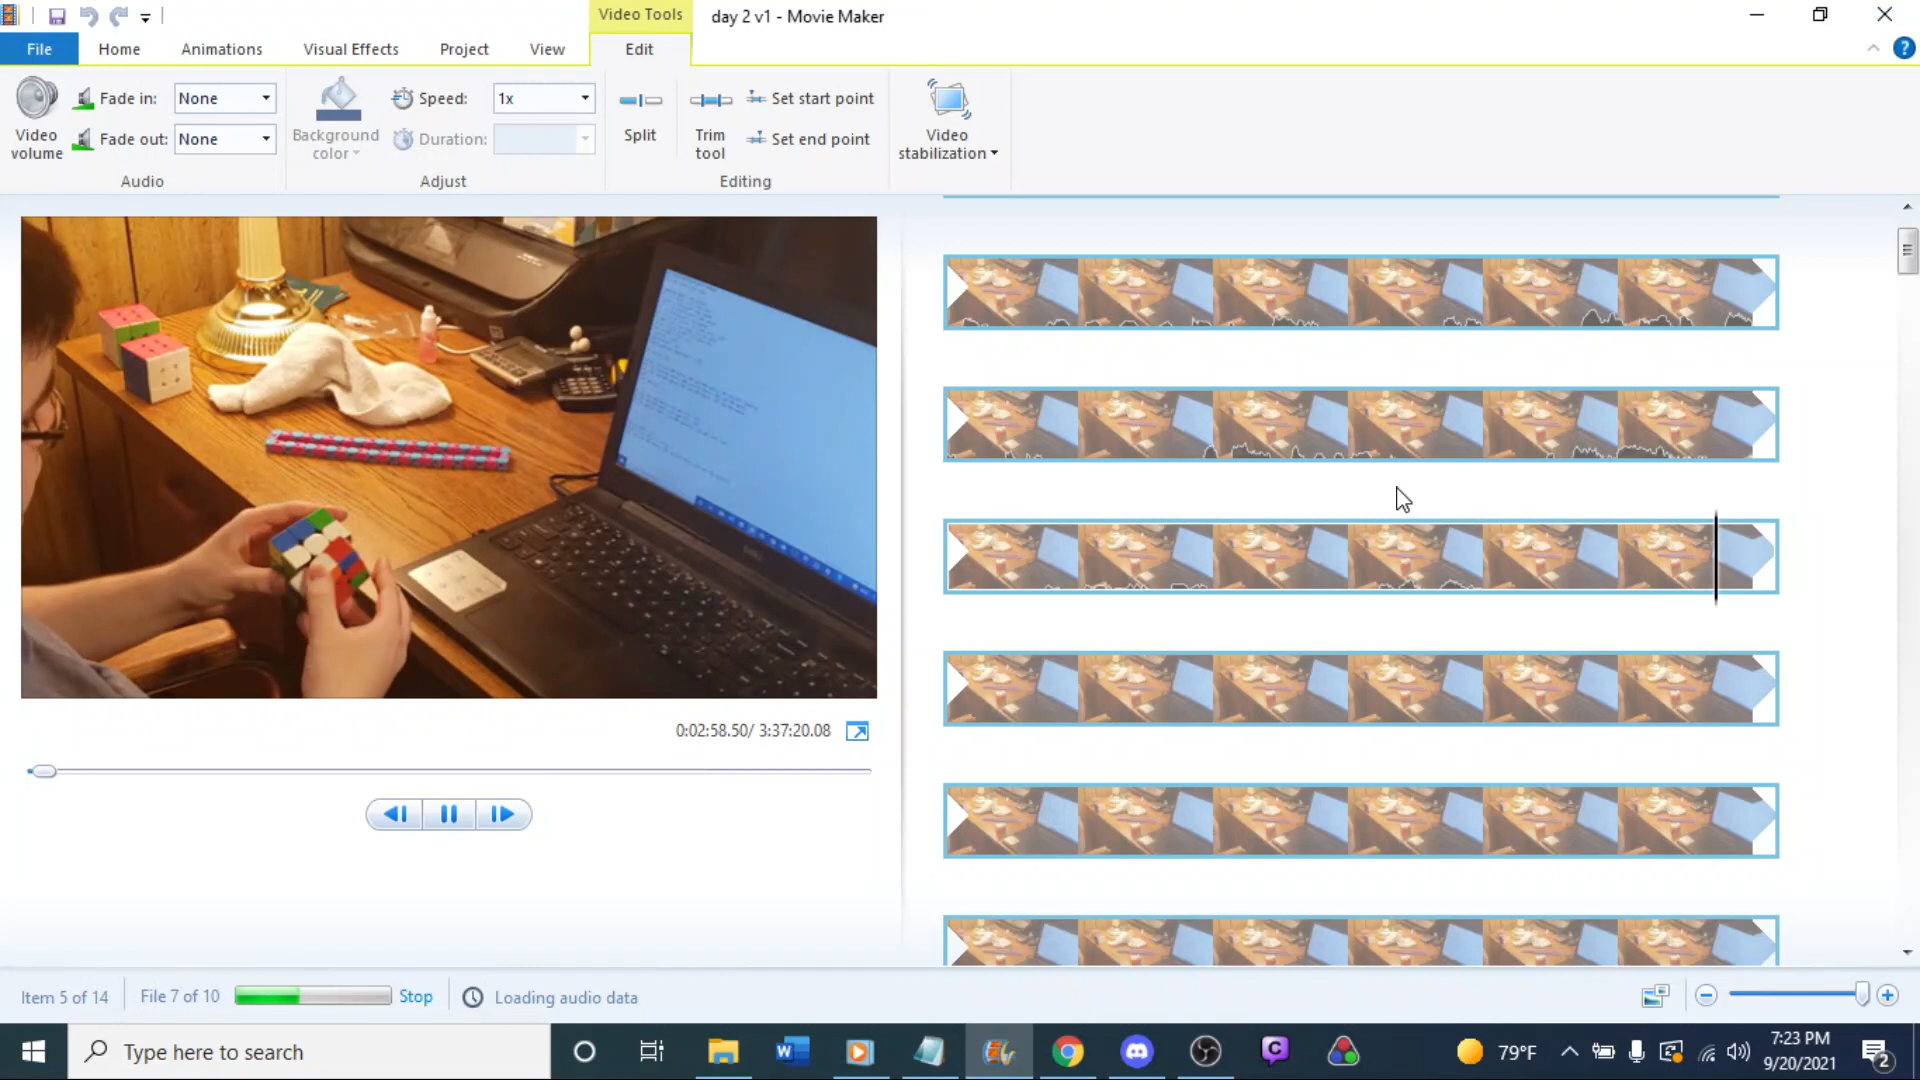 Video Tools
day 2 v1 - Movie Maker
File
Home
Animations
Visual Effects
Project
View
Edit
Video volume
Fade in:
None
Fade out:
None
Audio
Background color
Speed:
1x
Duration:
Adjust
Split
Trim tool
Set start point
Set end point
Editing
Video stabilization
0:02:58.50/ 3:37:20.08
Item 5 of 14
File 7 of 10
Stop
Loading audio data
Type here to search
79°F
7:23 PM
9/20/2021
2